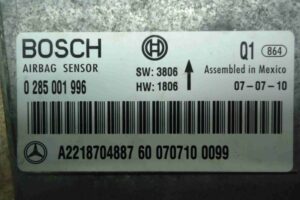 BOSCH Q1 864
AIRBAG SENSOR SW: 3806 Assembled in Mexico
0 285 001 996 HW: 1806 07-07-10
A2218704887 60 070710 0099